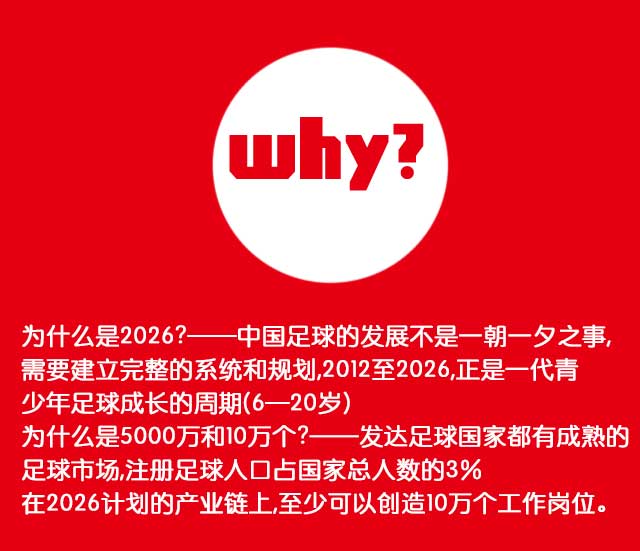 why?
为什么是2026?——中国足球的发展不是一朝一夕之事,
需要建立完整的系统和规划,2012至2026,正是一代青
少年足球成长的周期(6—20岁)
为什么是5000万和10万个?——发达足球国家都有成熟的
足球市场,注册足球人口占国家总人数的3%
在2026计划的产业链上,至少可以创造10万个工作岗位。